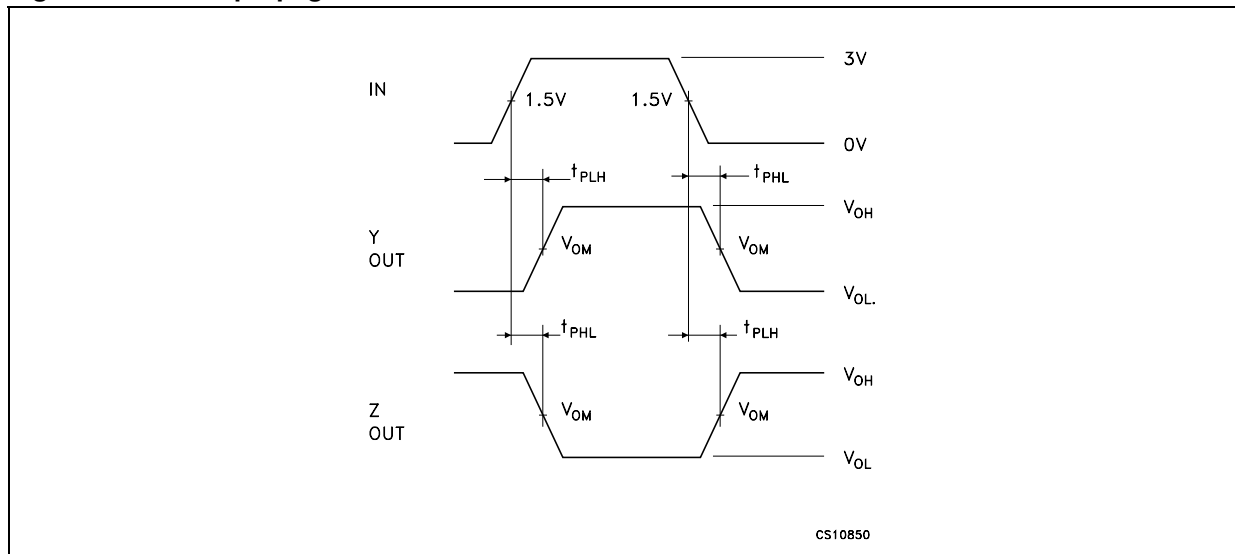 IN
3V
1.5V
1.5V
0V
tPLH
tPHL
VOH
Y
OUT
VOM
VOM
VOL.
tPHL
tPLH
VOH
Z
OUT
VOM
VOM
VOL
CS10850